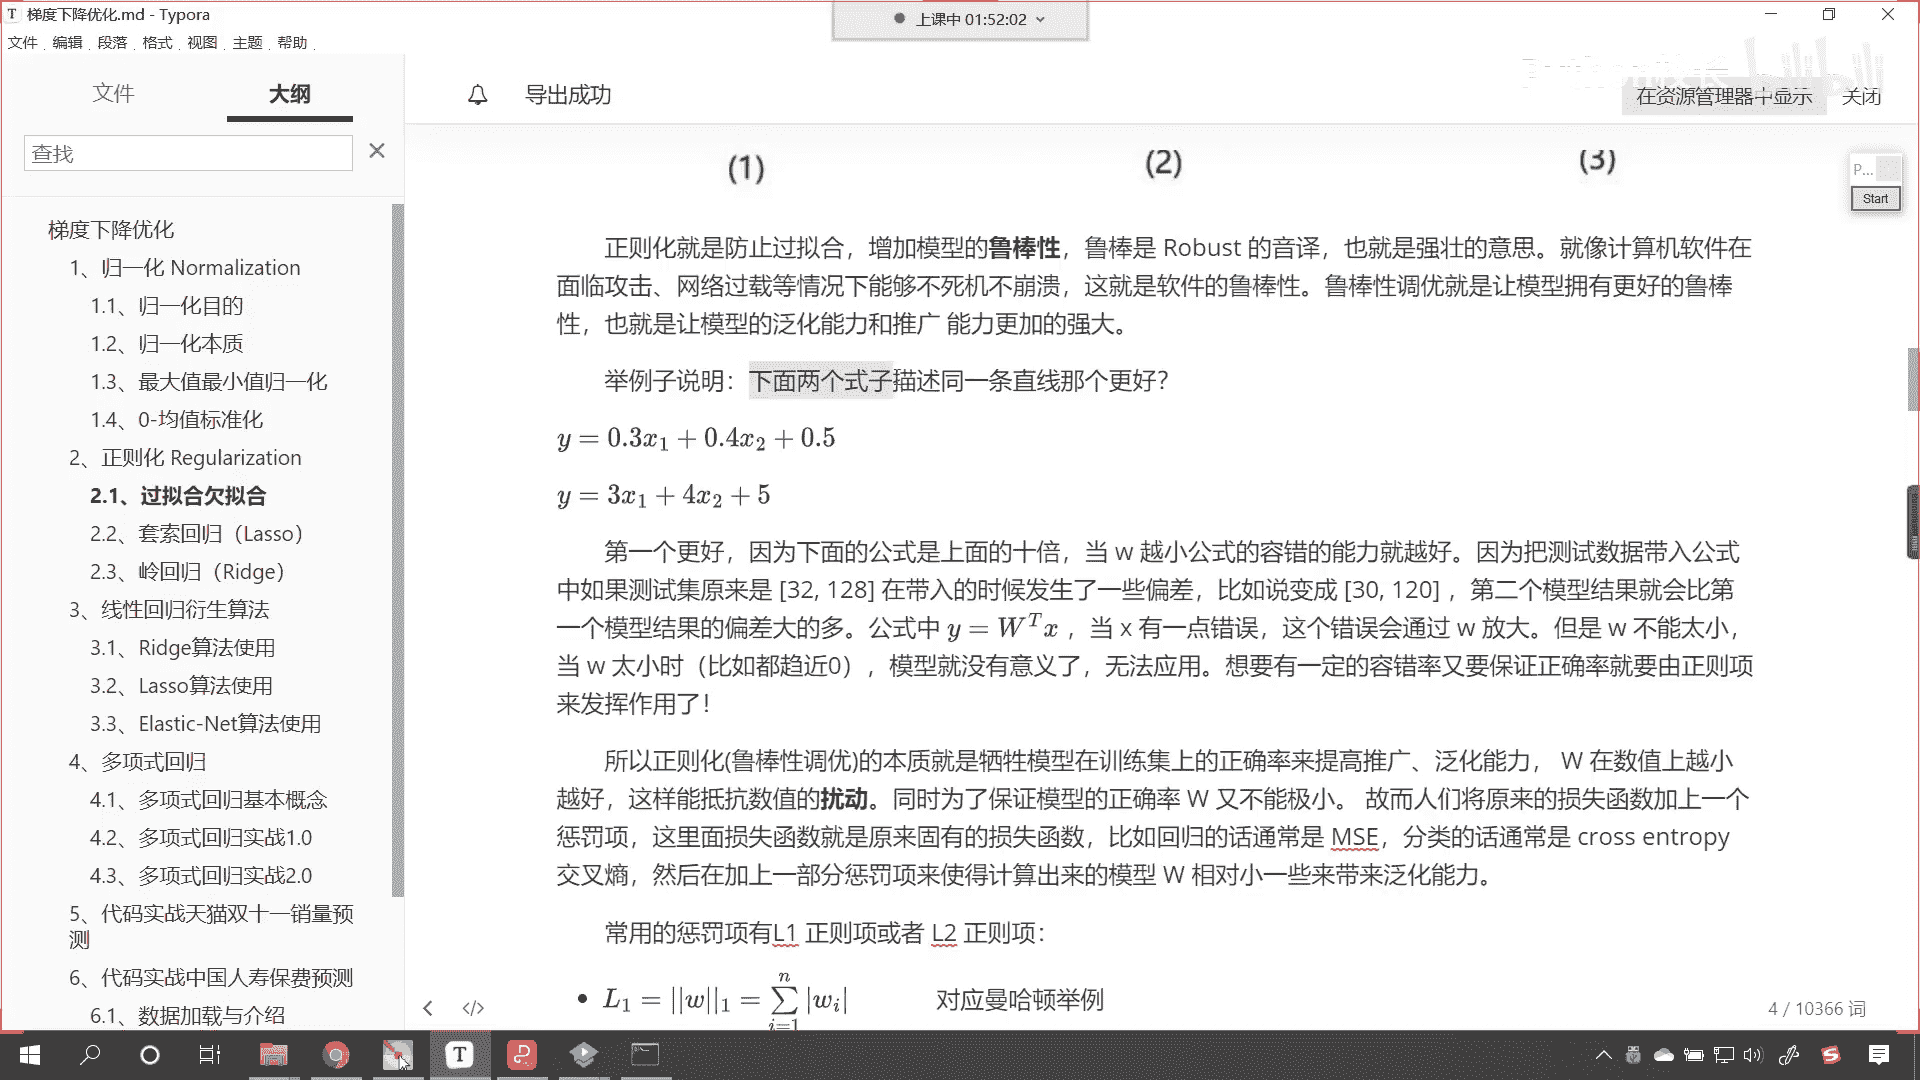 梯度下降优化.md - Typora
上课中 01:52:02
文件 编辑 段落 格式 视图 主题 帮助
文件 大纲
导出成功
在资源管理器中显示 关闭
查找
(1) (2) (3)
P...
Start
梯度下降优化
1、归一化 Normalization
1.1、归一化目的
1.2、归一化本质
1.3、最大值最小值归一化
1.4、0-均值标准化
2、正则化 Regularization
2.1、过拟合欠拟合
2.2、套索回归（Lasso）
2.3、岭回归（Ridge）
3、线性回归衍生算法
3.1、Ridge算法使用
3.2、Lasso算法使用
3.3、Elastic-Net算法使用
4、多项式回归
4.1、多项式回归基本概念
4.2、多项式回归实战1.0
4.3、多项式回归实战2.0
5、代码实战天猫双十一销量预
测
6、代码实战中国人寿保费预测
6.1、数据加载与介绍
正则化就是防止过拟合，增加模型的鲁棒性，鲁棒是 Robust 的音译，也就是强壮的意思。就像计算机软件在
面临攻击、网络过载等情况下能够不死机不崩溃，这就是软件的鲁棒性。鲁棒性调优就是让模型拥有更好的鲁棒
性，也就是让模型的泛化能力和推广 能力更加的强大。
举例子说明：下面两个式子描述同一条直线那个更好？
y = 0.3x₁ + 0.4x₂ + 0.5
y = 3x₁ + 4x₂ + 5
第一个更好，因为下面的公式是上面的十倍，当 w 越小公式的容错的能力就越好。因为把测试数据带入公式
中如果测试集原来是 [32, 128] 在带入的时候发生了一些偏差，比如说变成 [30, 120] ，第二个模型结果就会比第
一个模型结果的偏差大的多。公式中 y = Wᵀx ，当 x 有一点错误，这个错误会通过 w 放大。但是 w 不能太小，
当 w 太小时（比如都趋近0），模型就没有意义了，无法应用。想要有一定的容错率又要保证正确率就要由正则项
来发挥作用了！
所以正则化(鲁棒性调优)的本质就是牺牲模型在训练集上的正确率来提高推广、泛化能力， W 在数值上越小
越好，这样能抵抗数值的扰动。同时为了保证模型的正确率 W 又不能极小。 故而人们将原来的损失函数加上一个
惩罚项，这里面损失函数就是原来固有的损失函数，比如回归的话通常是 MSE，分类的话通常是 cross entropy
交叉熵，然后在加上一部分惩罚项来使得计算出来的模型 W 相对小一些来带来泛化能力。
常用的惩罚项有L1 正则项或者 L2 正则项：
L₁ = ||w||₁ = ∑ⁿᵢ₌₁ |wᵢ| 对应曼哈顿举例
4 / 10366 词